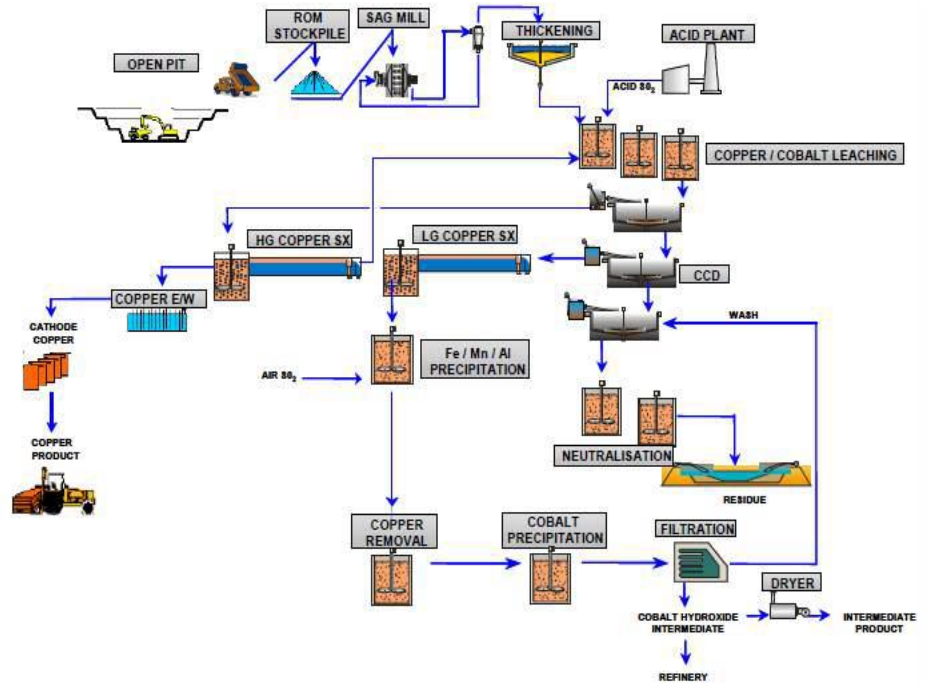 ROM
STOCKPILE
SAG MILL
THICKENING
ACID PLANT
OPEN PIT
ACID S0₂
COPPER / COBALT LEACHING
HG COPPER SX
LG COPPER SX
CCD
COPPER E/W
WASH
CATHODE
COPPER
Fe / Mn / Al
PRECIPITATION
AIR S0₂
COPPER
PRODUCT
NEUTRALISATION
RESIDUE
COPPER
REMOVAL
COBALT
PRECIPITATION
FILTRATION
DRYER
COBALT HYDROXIDE
INTERMEDIATE
INTERMEDIATE
PRODUCT
REFINERY